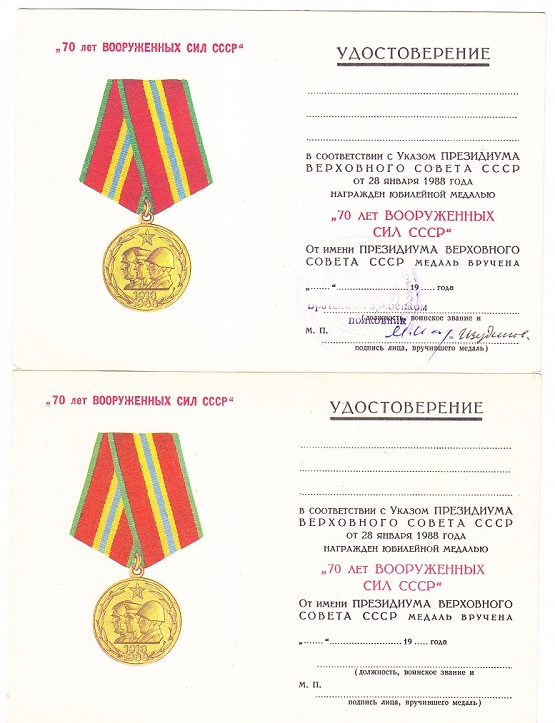 „70 лет ВООРУЖЕННЫХ СИЛ СССР“
1918
УДОСТОВЕРЕНИЕ
В СООТВЕТСТВИИ С УКАЗОМ ПРЕЗИДИУМА
ВЕРХОВНОГО СОВЕТА СССР
ОТ 28 ЯНВАРЯ 1988 ГОДА
НАГРАЖДЕН ЮБИЛЕЙНОЙ МЕДАЛЬЮ
„70 ЛЕТ ВООРУЖЕННЫХ
СИЛ СССР“
От имени ПРЕЗИДИУМА ВЕРХОВНОГО
СОВЕТА СССР МЕДАЛЬ ВРУЧЕНА
„......“ .................... 19 .... года
полковник
(должность, воинское звание и
М. П.
подпись лица, вручившего медаль)
„70 лет ВООРУЖЕННЫХ СИЛ СССР“
1918
УДОСТОВЕРЕНИЕ
В СООТВЕТСТВИИ С УКАЗОМ ПРЕЗИДИУМА
ВЕРХОВНОГО СОВЕТА СССР
ОТ 28 ЯНВАРЯ 1988 ГОДА
НАГРАЖДЕН ЮБИЛЕЙНОЙ МЕДАЛЬЮ
„70 ЛЕТ ВООРУЖЕННЫХ
СИЛ СССР“
От имени ПРЕЗИДИУМА ВЕРХОВНОГО
СОВЕТА СССР МЕДАЛЬ ВРУЧЕНА
„......“ .................... 19 .... года
(должность, воинское звание и
М. П.
подпись лица, вручившего медаль)